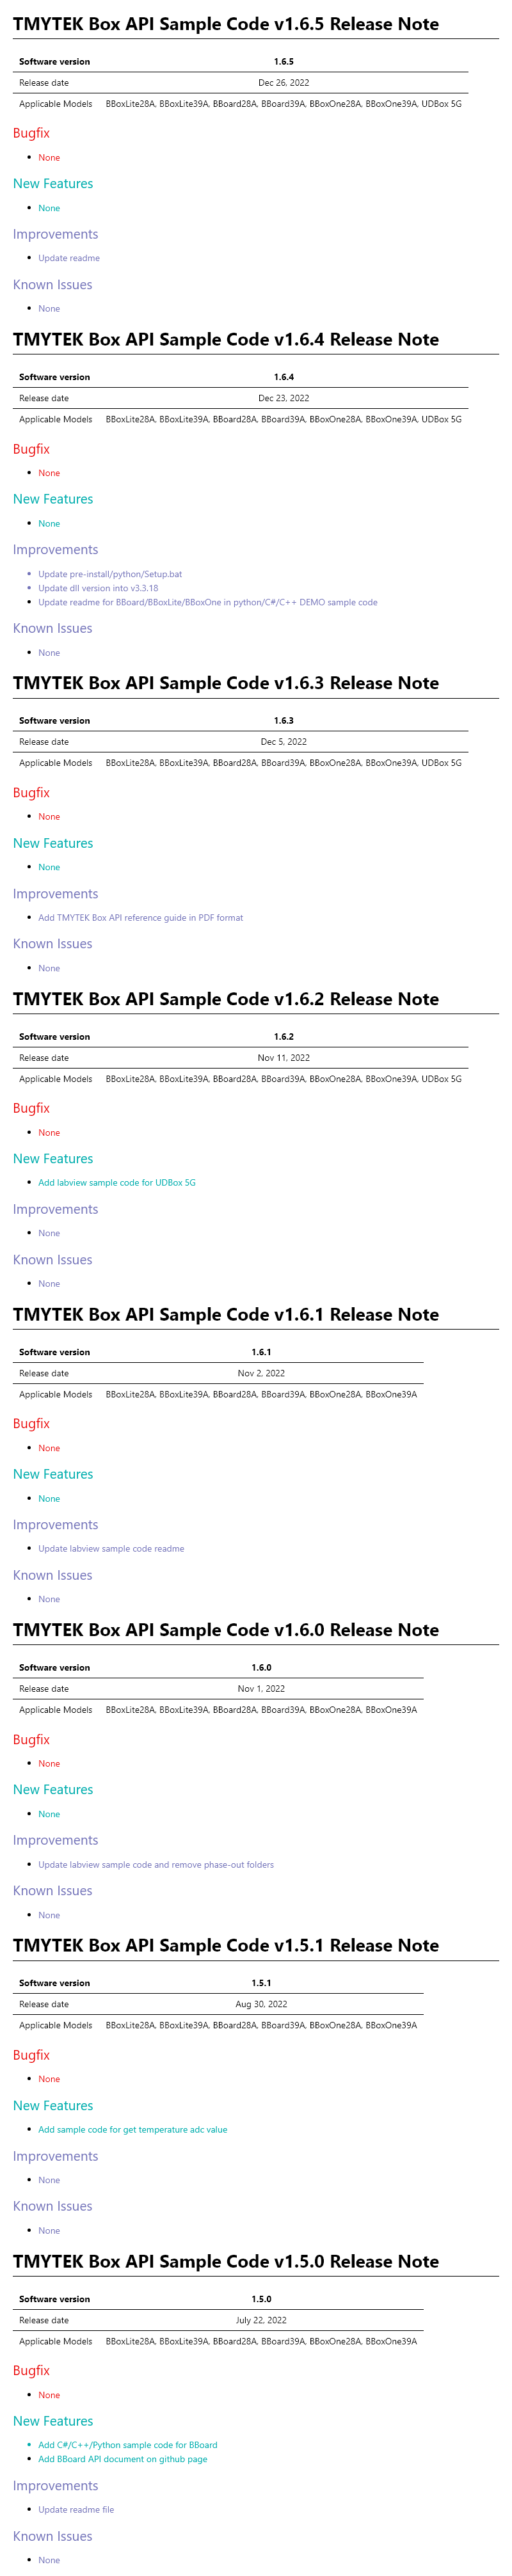 TMYTEK Box API Sample Code v1.6.5 Release Note
Software version 1.6.5
Release date Dec 26, 2022
Applicable Models BBoxLite28A, BBoxLite39A, BBoard28A, BBoard39A, BBoxOne28A, BBoxOne39A, UDBox 5G
Bugfix
None
New Features
None
Improvements
Update readme
Known Issues
None
TMYTEK Box API Sample Code v1.6.4 Release Note
Software version 1.6.4
Release date Dec 23, 2022
Applicable Models BBoxLite28A, BBoxLite39A, BBoard28A, BBoard39A, BBoxOne28A, BBoxOne39A, UDBox 5G
Bugfix
None
New Features
None
Improvements
Update pre-install/python/Setup.bat
Update dll version into v3.3.18
Update readme for BBoard/BBoxLite/BBoxOne in python/C#/C++ DEMO sample code
Known Issues
None
TMYTEK Box API Sample Code v1.6.3 Release Note
Software version 1.6.3
Release date Dec 5, 2022
Applicable Models BBoxLite28A, BBoxLite39A, BBoard28A, BBoard39A, BBoxOne28A, BBoxOne39A, UDBox 5G
Bugfix
None
New Features
None
Improvements
Add TMYTEK Box API reference guide in PDF format
Known Issues
None
TMYTEK Box API Sample Code v1.6.2 Release Note
Software version 1.6.2
Release date Nov 11, 2022
Applicable Models BBoxLite28A, BBoxLite39A, BBoard28A, BBoard39A, BBoxOne28A, BBoxOne39A, UDBox 5G
Bugfix
None
New Features
Add labview sample code for UDBox 5G
Improvements
None
Known Issues
None
TMYTEK Box API Sample Code v1.6.1 Release Note
Software version 1.6.1
Release date Nov 2, 2022
Applicable Models BBoxLite28A, BBoxLite39A, BBoard28A, BBoard39A, BBoxOne28A, BBoxOne39A
Bugfix
None
New Features
None
Improvements
Update labview sample code readme
Known Issues
None
TMYTEK Box API Sample Code v1.6.0 Release Note
Software version 1.6.0
Release date Nov 1, 2022
Applicable Models BBoxLite28A, BBoxLite39A, BBoard28A, BBoard39A, BBoxOne28A, BBoxOne39A
Bugfix
None
New Features
None
Improvements
Update labview sample code and remove phase-out folders
Known Issues
None
TMYTEK Box API Sample Code v1.5.1 Release Note
Software version 1.5.1
Release date Aug 30, 2022
Applicable Models BBoxLite28A, BBoxLite39A, BBoard28A, BBoard39A, BBoxOne28A, BBoxOne39A
Bugfix
None
New Features
Add sample code for get temperature adc value
Improvements
None
Known Issues
None
TMYTEK Box API Sample Code v1.5.0 Release Note
Software version 1.5.0
Release date July 22, 2022
Applicable Models BBoxLite28A, BBoxLite39A, BBoard28A, BBoard39A, BBoxOne28A, BBoxOne39A
Bugfix
None
New Features
Add C#/C++/Python sample code for BBoard
Add BBoard API document on github page
Improvements
Update readme file
Known Issues
None